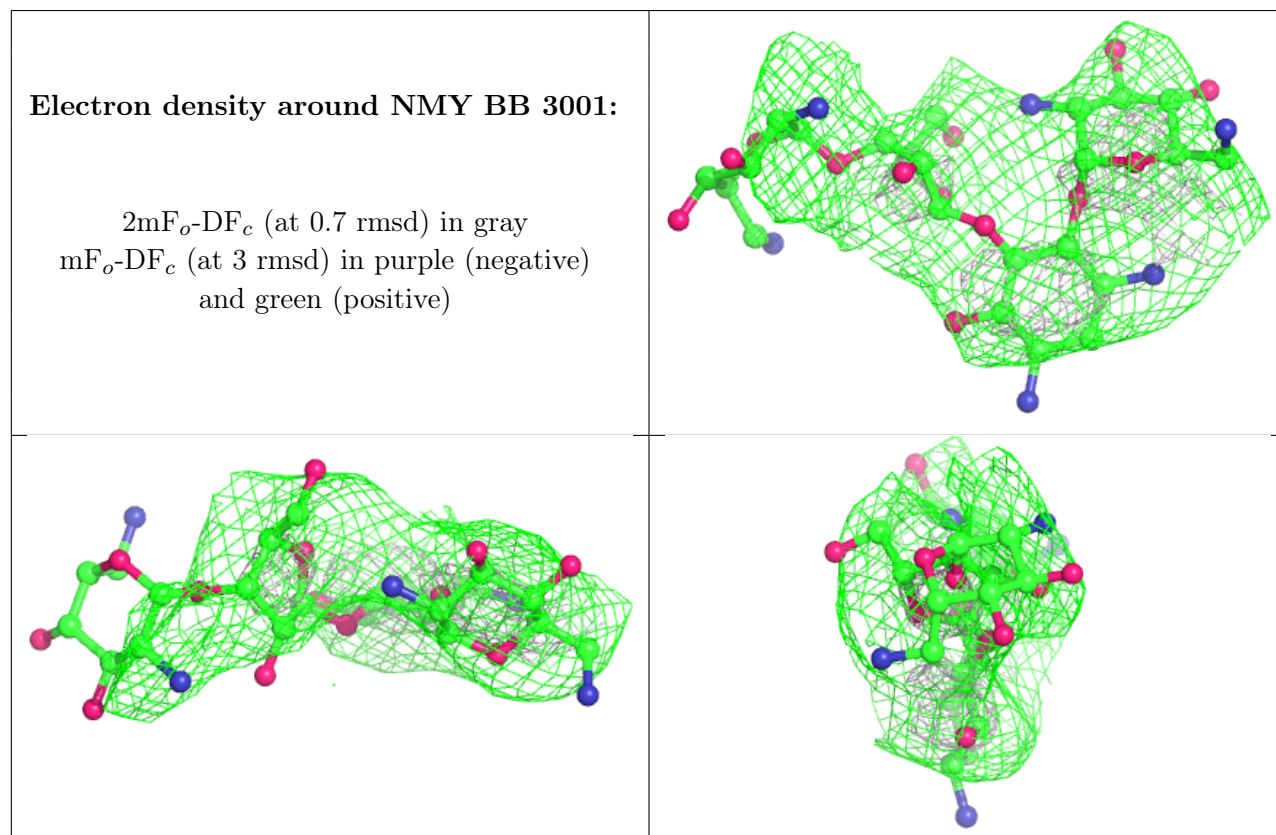 Electron density around NMY BB 3001:
2mFₒ-DF𝒸 (at 0.7 rmsd) in gray
mFₒ-DF𝒸 (at 3 rmsd) in purple (negative)
and green (positive)